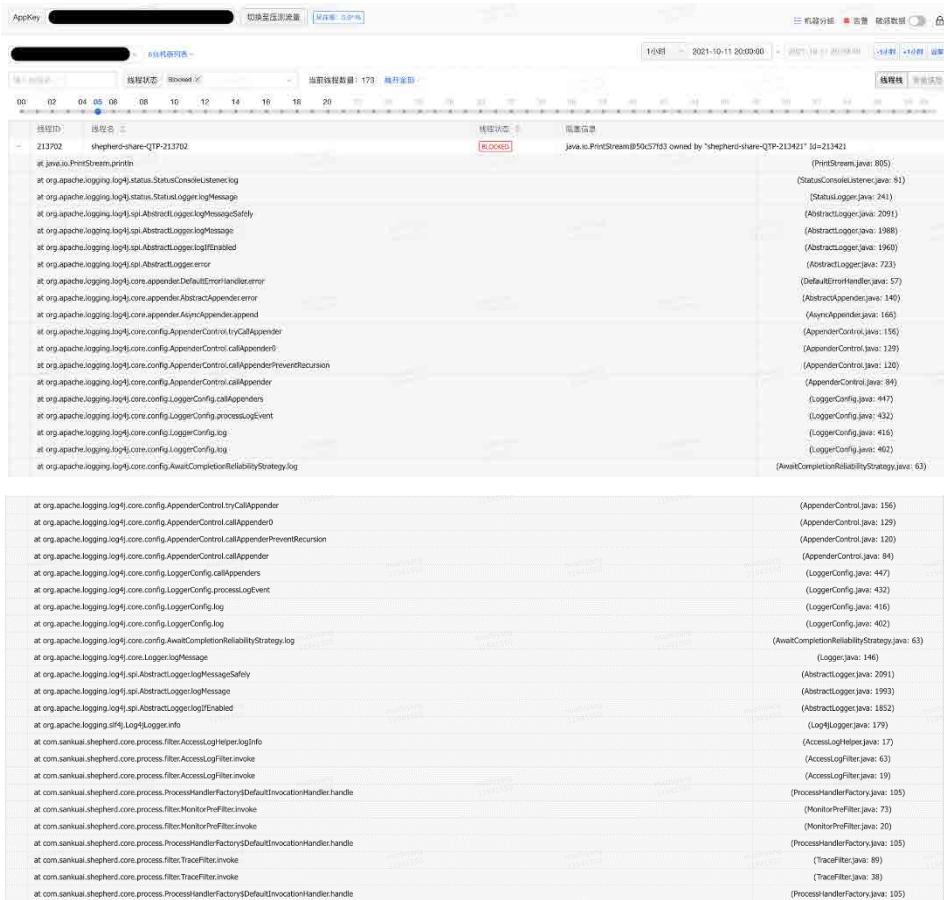 AppKey 切换至压测流量
机器分组 告警
6台机器列表
1小时 2021-10-11 20:00:00 -1小时 +1小时
线程状态 Blocked 当前线程数量：173 展开全部 线程栈
00 02 04 05 06 08 10 12 14 16 18 20
线程ID 线程名 线程状态 阻塞信息
213702 shepherd-share-QTP-213702 BLOCKED java.io.PrintStream@50c57fd3 owned by "shepherd-share-QTP-213421" Id=213421
at java.io.PrintStream.println (PrintStream.java: 805)
at org.apache.logging.log4j.status.StatusConsoleListener.log (StatusConsoleListener.java: 81)
at org.apache.logging.log4j.status.StatusLogger.logMessage (StatusLogger.java: 241)
at org.apache.logging.log4j.spi.AbstractLogger.logMessageSafely (AbstractLogger.java: 2091)
at org.apache.logging.log4j.spi.AbstractLogger.logMessage (AbstractLogger.java: 1988)
at org.apache.logging.log4j.spi.AbstractLogger.logIfEnabled (AbstractLogger.java: 1960)
at org.apache.logging.log4j.spi.AbstractLogger.error (AbstractLogger.java: 723)
at org.apache.logging.log4j.core.appender.DefaultErrorHandler.error (DefaultErrorHandler.java: 57)
at org.apache.logging.log4j.core.appender.AbstractAppender.error (AbstractAppender.java: 140)
at org.apache.logging.log4j.core.appender.AsyncAppender.append (AsyncAppender.java: 166)
at org.apache.logging.log4j.core.config.AppenderControl.tryCallAppender (AppenderControl.java: 156)
at org.apache.logging.log4j.core.config.AppenderControl.callAppender0 (AppenderControl.java: 129)
at org.apache.logging.log4j.core.config.AppenderControl.callAppenderPreventRecursion (AppenderControl.java: 120)
at org.apache.logging.log4j.core.config.AppenderControl.callAppender (AppenderControl.java: 84)
at org.apache.logging.log4j.core.config.LoggerConfig.callAppenders (LoggerConfig.java: 447)
at org.apache.logging.log4j.core.config.LoggerConfig.processLogEvent (LoggerConfig.java: 432)
at org.apache.logging.log4j.core.config.LoggerConfig.log (LoggerConfig.java: 416)
at org.apache.logging.log4j.core.config.LoggerConfig.log (LoggerConfig.java: 402)
at org.apache.logging.log4j.core.config.AwaitCompletionReliabilityStrategy.log (AwaitCompletionReliabilityStrategy.java: 63)
at org.apache.logging.log4j.core.config.AppenderControl.tryCallAppender (AppenderControl.java: 156)
at org.apache.logging.log4j.core.config.AppenderControl.callAppender0 (AppenderControl.java: 129)
at org.apache.logging.log4j.core.config.AppenderControl.callAppenderPreventRecursion (AppenderControl.java: 120)
at org.apache.logging.log4j.core.config.AppenderControl.callAppender (AppenderControl.java: 84)
at org.apache.logging.log4j.core.config.LoggerConfig.callAppenders (LoggerConfig.java: 447)
at org.apache.logging.log4j.core.config.LoggerConfig.processLogEvent (LoggerConfig.java: 432)
at org.apache.logging.log4j.core.config.LoggerConfig.log (LoggerConfig.java: 416)
at org.apache.logging.log4j.core.config.LoggerConfig.log (LoggerConfig.java: 402)
at org.apache.logging.log4j.core.config.AwaitCompletionReliabilityStrategy.log (AwaitCompletionReliabilityStrategy.java: 63)
at org.apache.logging.log4j.core.Logger.logMessage (Logger.java: 146)
at org.apache.logging.log4j.spi.AbstractLogger.logMessageSafely (AbstractLogger.java: 2091)
at org.apache.logging.log4j.spi.AbstractLogger.logMessage (AbstractLogger.java: 1993)
at org.apache.logging.log4j.spi.AbstractLogger.logIfEnabled (AbstractLogger.java: 1852)
at org.apache.logging.slf4j.Log4jLogger.info (Log4jLogger.java: 179)
at com.sankuai.shepherd.core.process.filter.AccessLogHelper.logInfo (AccessLogHelper.java: 17)
at com.sankuai.shepherd.core.process.filter.AccessLogFilter.invoke (AccessLogFilter.java: 63)
at com.sankuai.shepherd.core.process.filter.AccessLogFilter.invoke (AccessLogFilter.java: 19)
at com.sankuai.shepherd.core.process.ProcessHandlerFactory$DefaultInvocationHandler.handle (ProcessHandlerFactory.java: 105)
at com.sankuai.shepherd.core.process.filter.MonitorPreFilter.invoke (MonitorPreFilter.java: 73)
at com.sankuai.shepherd.core.process.filter.MonitorPreFilter.invoke (MonitorPreFilter.java: 20)
at com.sankuai.shepherd.core.process.ProcessHandlerFactory$DefaultInvocationHandler.handle (ProcessHandlerFactory.java: 105)
at com.sankuai.shepherd.core.process.filter.TraceFilter.invoke (TraceFilter.java: 89)
at com.sankuai.shepherd.core.process.filter.TraceFilter.invoke (TraceFilter.java: 38)
at com.sankuai.shepherd.core.process.ProcessHandlerFactory$DefaultInvocationHandler.handle (ProcessHandlerFactory.java: 105)